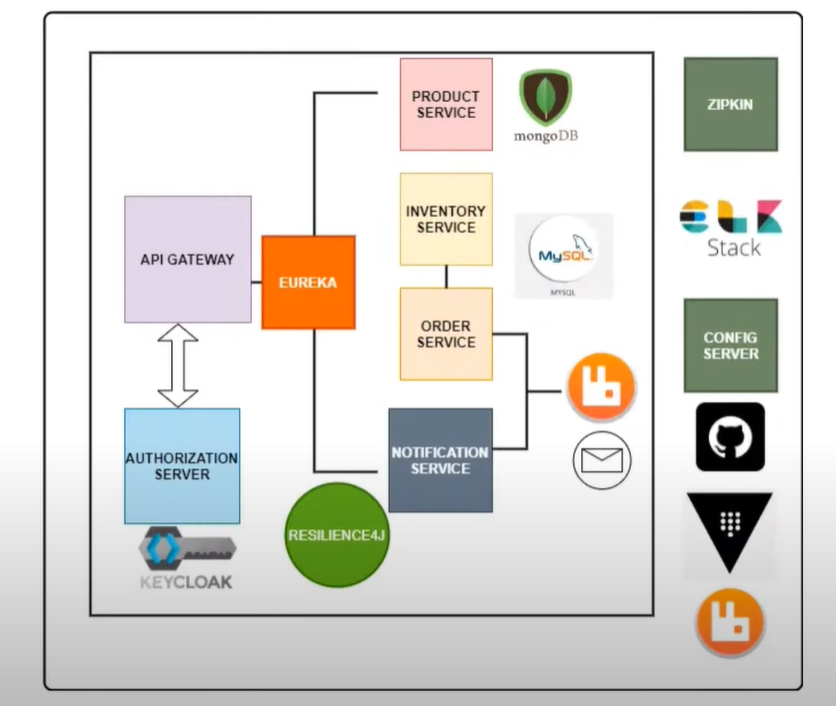 PRODUCT
SERVICE
mongoDB
ZIPKIN
API GATEWAY
INVENTORY
SERVICE
MySQL
MYSQL
ELK
Stack
EUREKA
ORDER
SERVICE
CONFIG
SERVER
AUTHORIZATION
SERVER
NOTIFICATION
SERVICE
RESILIENCE4J
KEYCLOAK